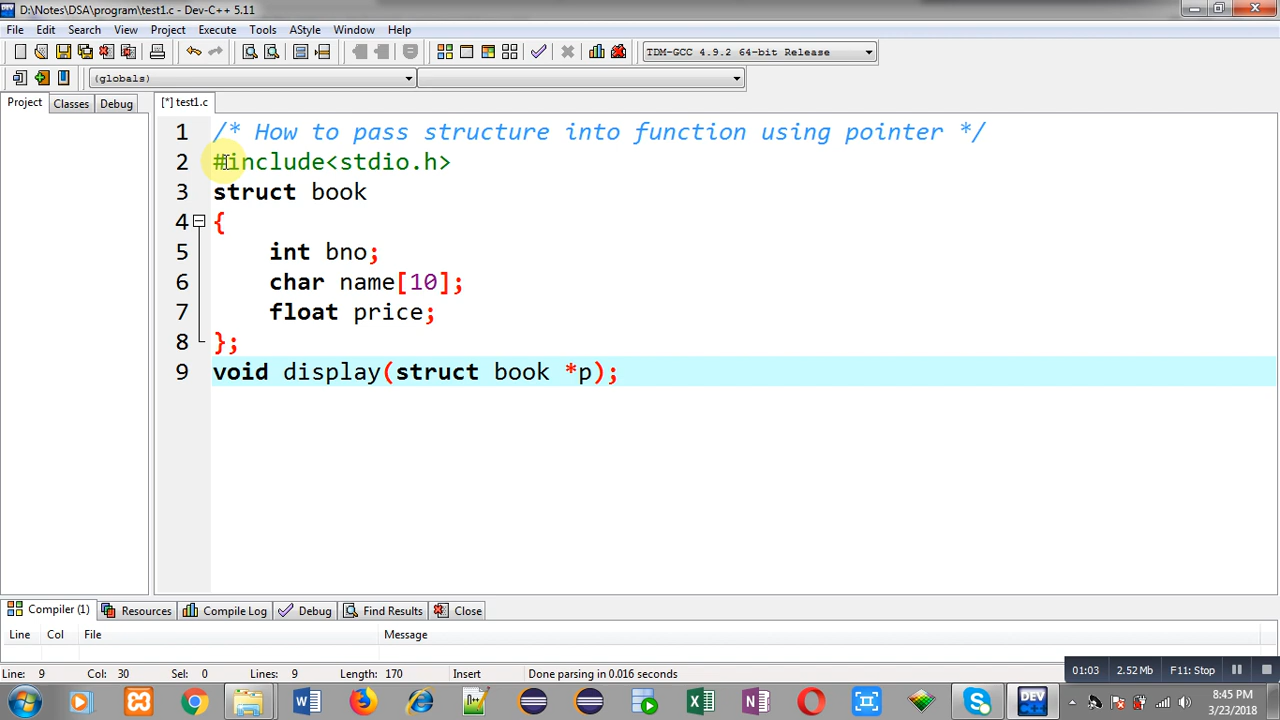 D:\Notes\DSA\program\test1.c - Dev-C++ 5.11
File Edit Search View Project Execute Tools AStyle Window Help
TDM-GCC 4.9.2 64-bit Release
(globals)
Project Classes Debug [*] test1.c
1 /* How to pass structure into function using pointer */
2 #include<stdio.h>
3 struct book
4 {
5 int bno;
6 char name[10];
7 float price;
8 };
9 void display(struct book *p);
Compiler (1) Resources Compile Log Debug Find Results Close
Line Col File Message
Line: 9 Col: 30 Sel: 0 Lines: 9 Length: 170 Insert Done parsing in 0.016 seconds
01:03 2.52 Mb F11: Stop
DEV
8:45 PM
3/23/2018